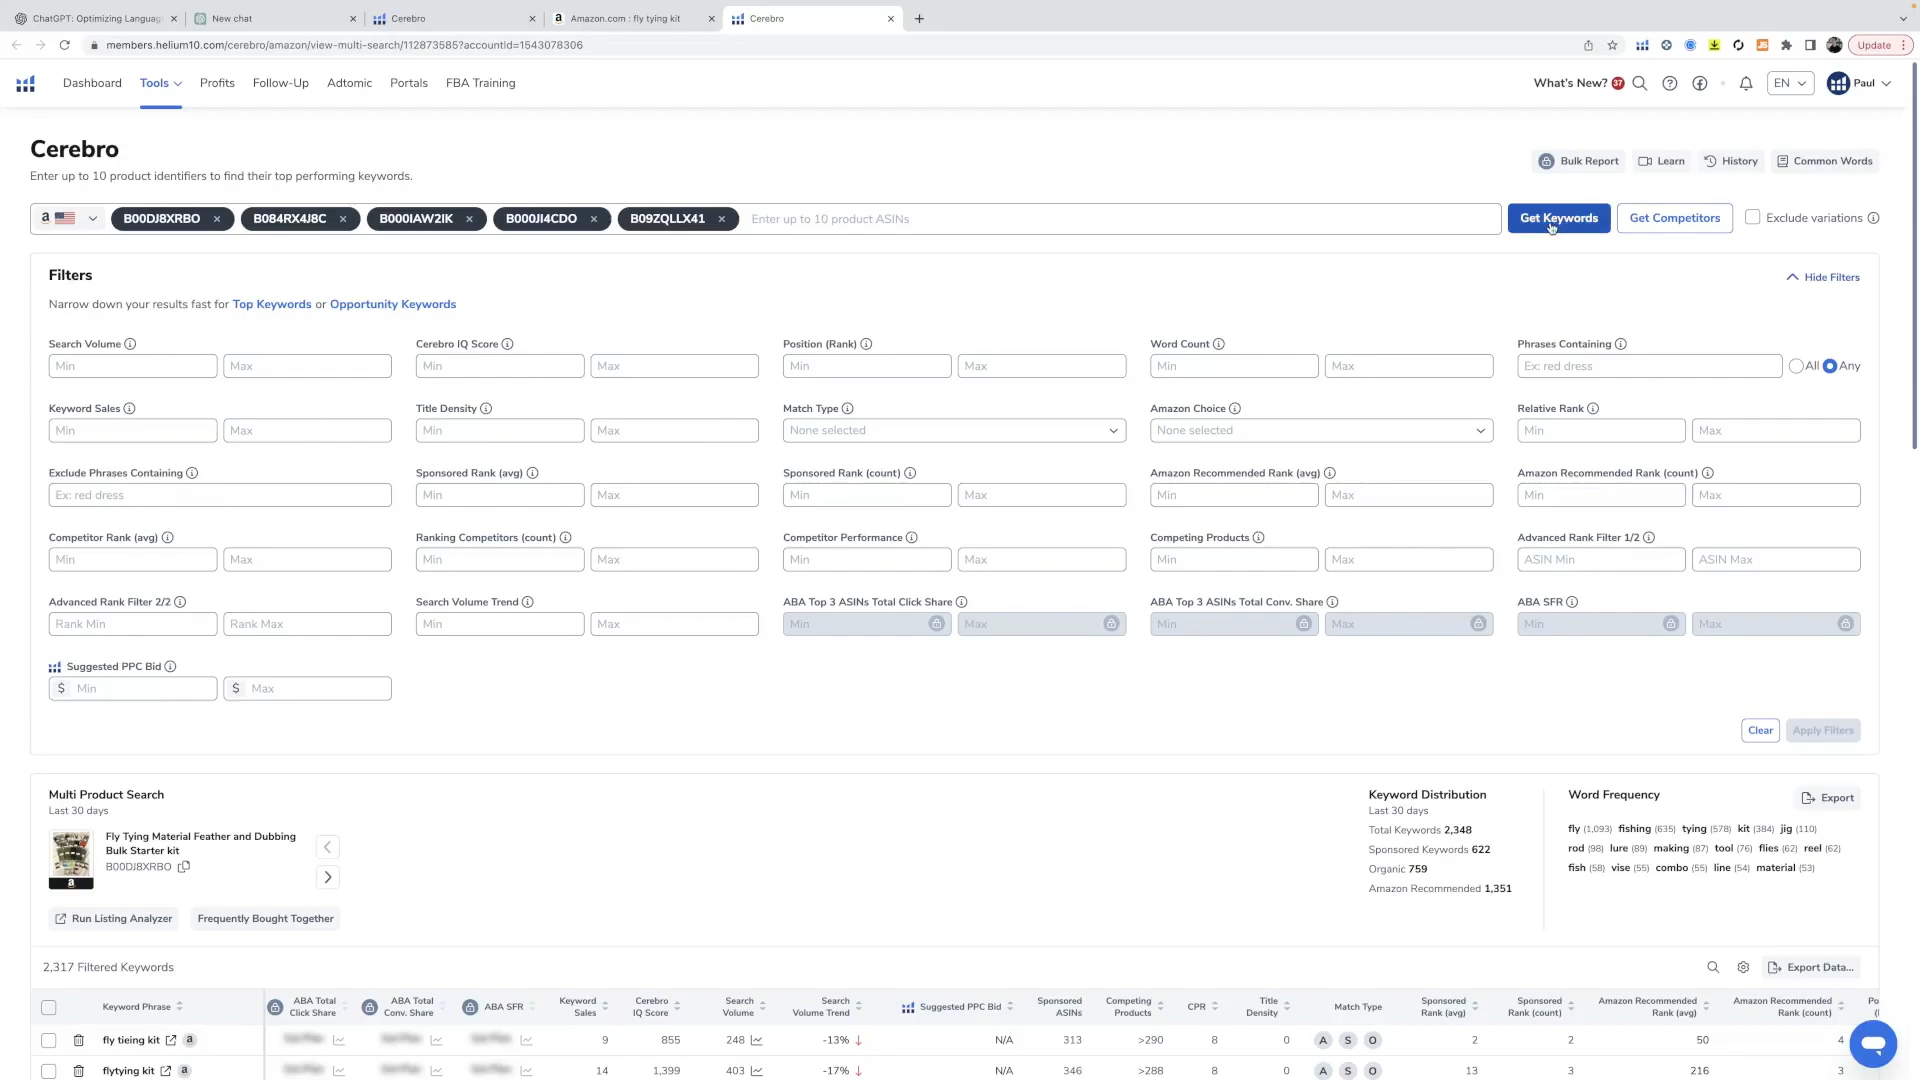 ChatGPT: Optimizing Languag
New chat
Cerebro
Amazon.com : fly tying kit
Cerebro
members.helium10.com/cerebro/amazon/view-multi-search/112873585?accountId=1543078306
Update
Dashboard
Tools
Profits
Follow-Up
Adtomic
Portals
FBA Training
What's New? 37
EN
Paul
Cerebro
Enter up to 10 product identifiers to find their top performing keywords.
Bulk Report
Learn
History
Common Words
B00DJ8XRBO
B084RX4J8C
B000IAW2IK
B000JI4CDO
B09ZQLLX41
Enter up to 10 product ASINs
Get Keywords
Get Competitors
Exclude variations
Filters
Hide Filters
Narrow down your results fast for Top Keywords or Opportunity Keywords
Search Volume
Cerebro IQ Score
Position (Rank)
Word Count
Phrases Containing
Min Max
Min Max
Min Max
Min Max
Ex: red dress
All Any
Keyword Sales
Title Density
Match Type
Amazon Choice
Relative Rank
Min Max
Min Max
None selected
None selected
Min Max
Exclude Phrases Containing
Sponsored Rank (avg)
Sponsored Rank (count)
Amazon Recommended Rank (avg)
Amazon Recommended Rank (count)
Ex: red dress
Min Max
Min Max
Min Max
Min Max
Competitor Rank (avg)
Ranking Competitors (count)
Competitor Performance
Competing Products
Advanced Rank Filter 1/2
Min Max
Min Max
Min Max
Min Max
ASIN Min ASIN Max
Advanced Rank Filter 2/2
Search Volume Trend
ABA Top 3 ASINs Total Click Share
ABA Top 3 ASINs Total Conv. Share
ABA SFR
Rank Min Rank Max
Min Max
Min Max
Min Max
Min Max
Suggested PPC Bid
$ Min $ Max
Clear
Apply Filters
Multi Product Search
Last 30 days
Fly Tying Material Feather and Dubbing
Bulk Starter kit
B00DJ8XRBO
Run Listing Analyzer
Frequently Bought Together
Keyword Distribution
Last 30 days
Total Keywords 2,348
Sponsored Keywords 622
Organic 759
Amazon Recommended 1,351
Word Frequency
Export
fly (1,093) fishing (635) tying (578) kit (384) jig (110)
rod (98) lure (89) making (87) tool (76) flies (62) reel (62)
fish (58) vise (55) combo (55) line (54) material (53)
2,317 Filtered Keywords
Export Data...
Keyword Phrase
ABA Total
Click Share
ABA Total
Conv. Share
ABA SFR
Keyword
Sales
Cerebro
IQ Score
Search
Volume
Search
Volume Trend
Suggested PPC Bid
Sponsored
ASINs
Competing
Products
CPR
Title
Density
Match Type
Sponsored
Rank (avg)
Sponsored
Rank (count)
Amazon Recommended
Rank (avg)
Amazon Recommended
Rank (count)
fly tieing kit a 9 855 248 -13% N/A 313 >290 8 0 A S O 2 2 50 4
flytying kit a 14 1,399 403 -17% N/A 346 >288 8 0 A S O 13 3 216 3